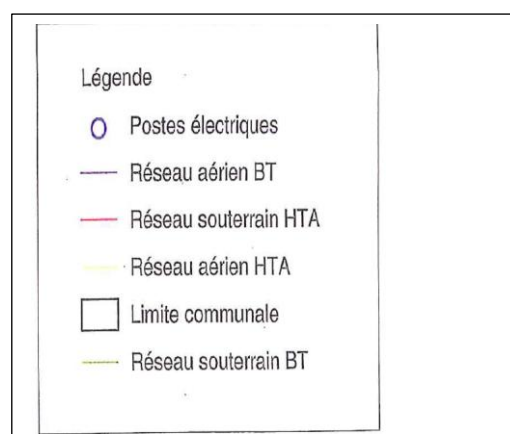 Légende
Postes électriques
Réseau aérien BT
Réseau souterrain HTA
Réseau aérien HTA
Limite communale
Réseau souterrain BT